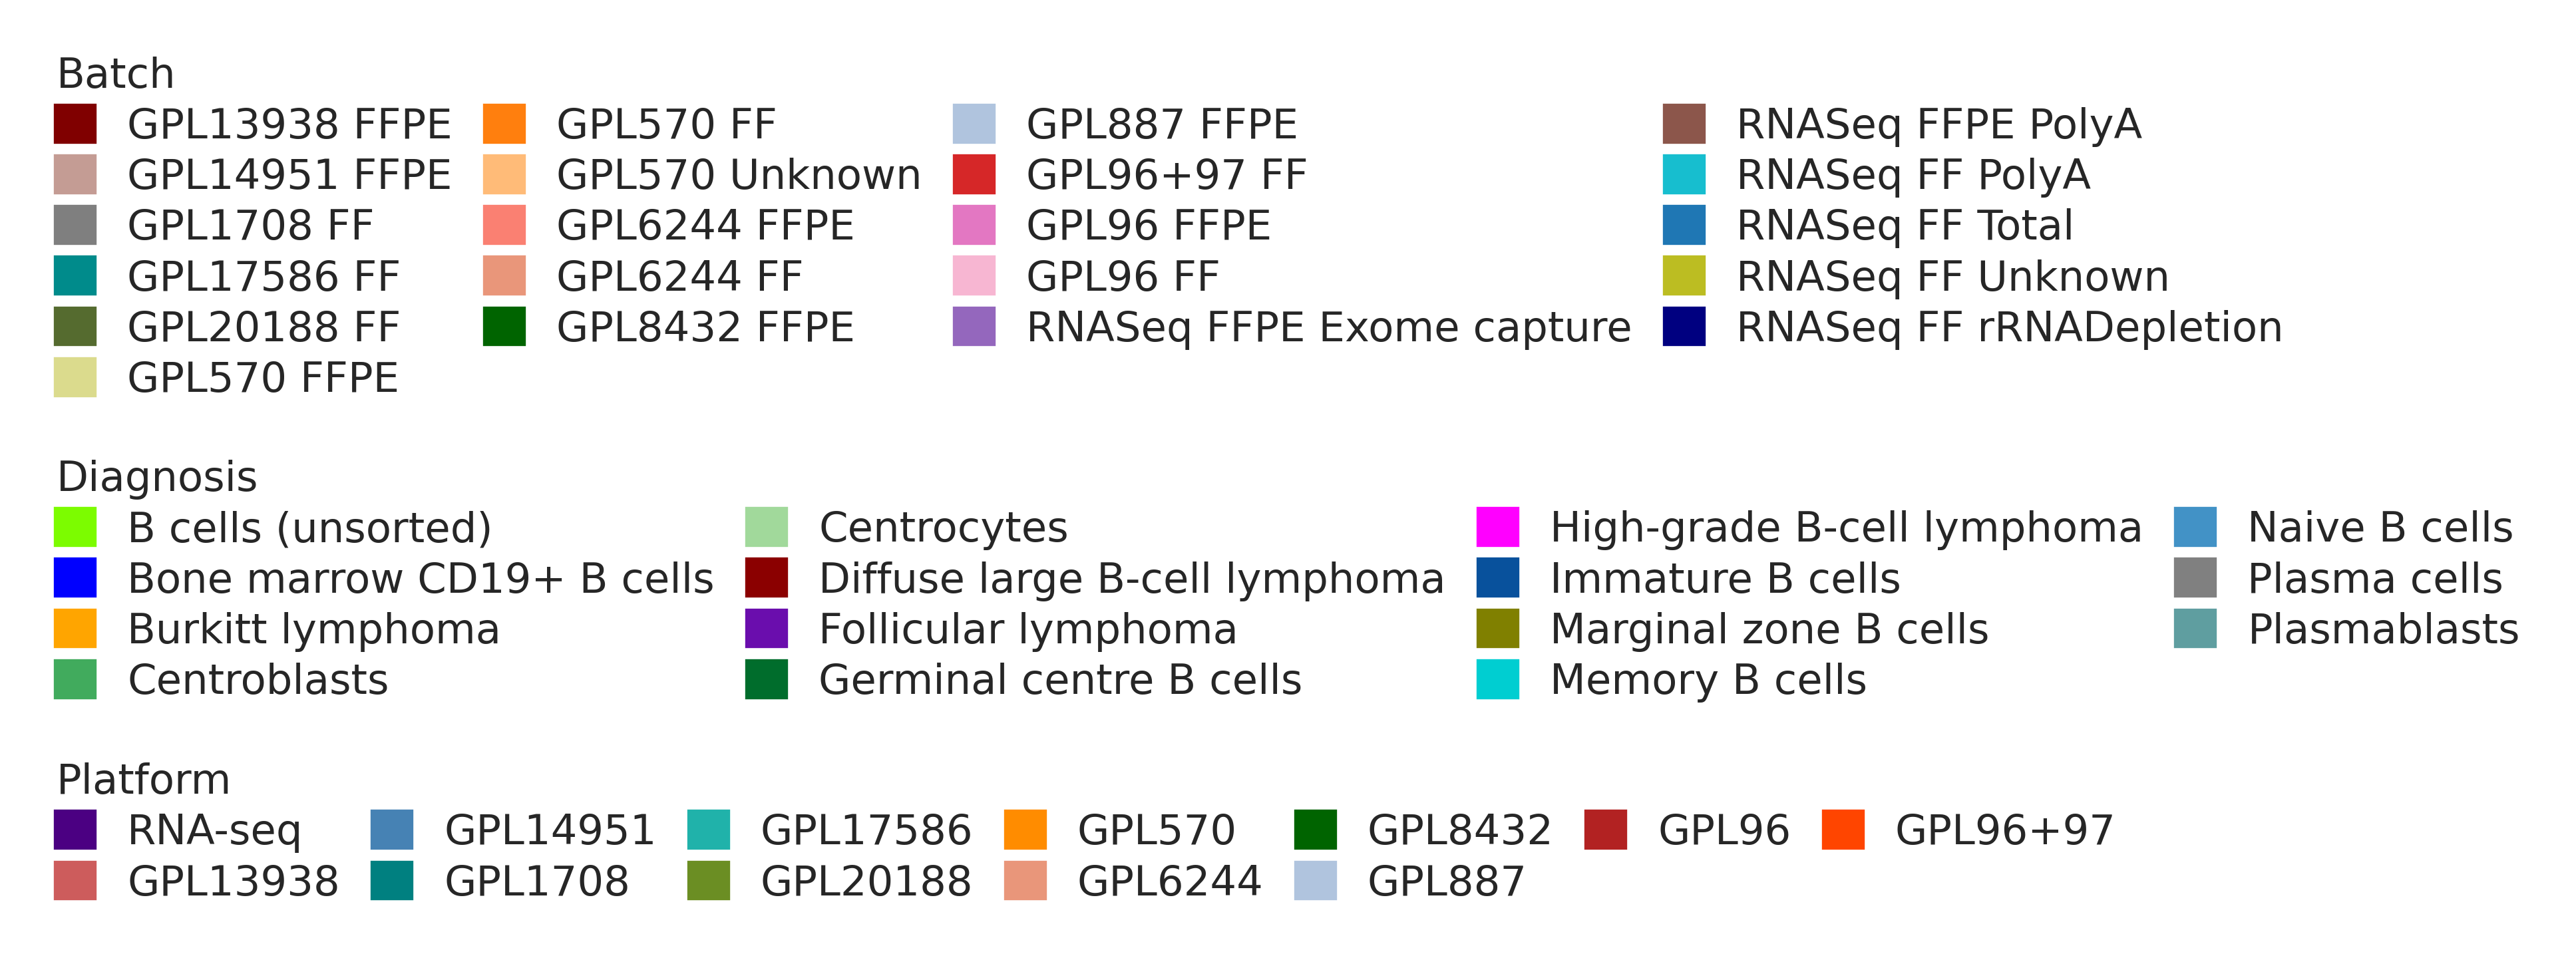 Batch
GPL13938 FFPE GPL570 FF GPL887 FFPE RNASeq FFPE PolyA
GPL14951 FFPE GPL570 Unknown GPL96+97 FF RNASeq FF PolyA
GPL1708 FF GPL6244 FFPE GPL96 FFPE RNASeq FF Total
GPL17586 FF GPL6244 FF GPL96 FF RNASeq FF Unknown
GPL20188 FF GPL8432 FFPE RNASeq FFPE Exome capture RNASeq FF rRNADepletion
GPL570 FFPE
Diagnosis
B cells (unsorted) Centrocytes High-grade B-cell lymphoma Naive B cells
Bone marrow CD19+ B cells Diffuse large B-cell lymphoma Immature B cells Plasma cells
Burkitt lymphoma Follicular lymphoma Marginal zone B cells Plasmablasts
Centroblasts Germinal centre B cells Memory B cells
Platform
RNA-seq GPL14951 GPL17586 GPL570 GPL8432 GPL96 GPL96+97
GPL13938 GPL1708 GPL20188 GPL6244 GPL887